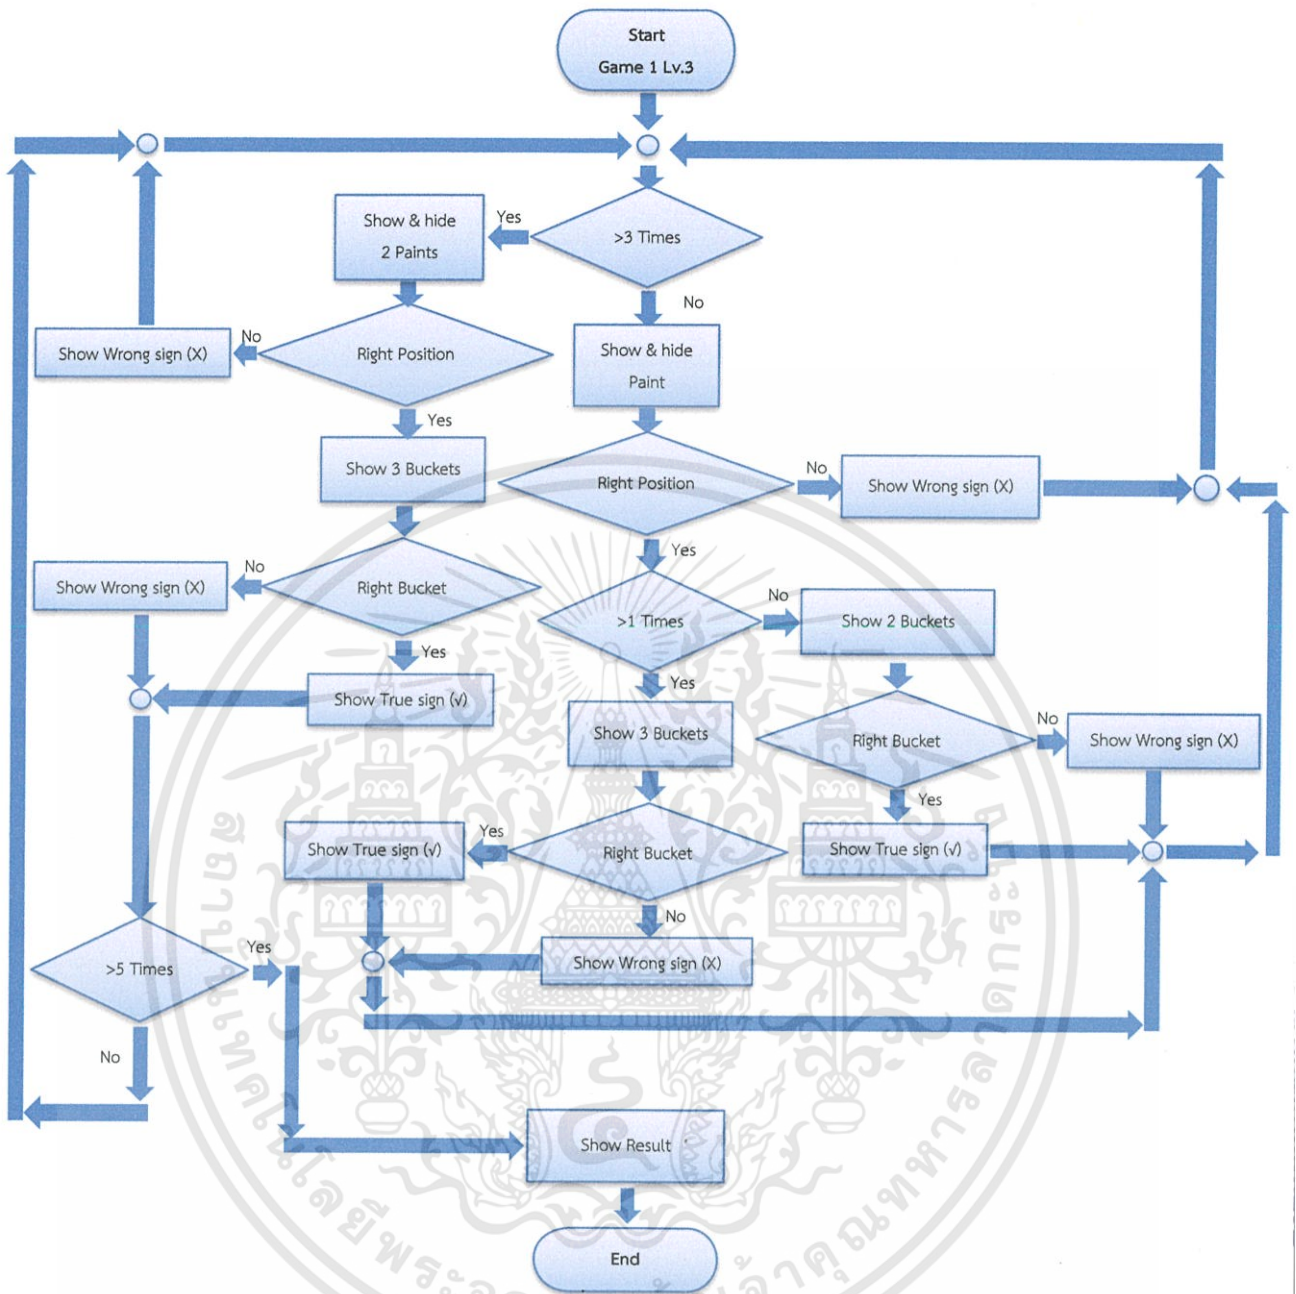 Start
Game 1 Lv.3
Show & hide
2 Paints
Yes
>3 Times
No
Show Wrong sign (X)
No
Right Position
Show & hide
Paint
Yes
Show 3 Buckets
Right Position
No
Show Wrong sign (X)
Yes
Show Wrong sign (X)
No
Right Bucket
>1 Times
No
Show 2 Buckets
Yes
Yes
Show True sign (√)
Show 3 Buckets
Right Bucket
No
Show Wrong sign (X)
Yes
Show True sign (√)
Yes
Right Bucket
Show True sign (√)
No
Show Wrong sign (X)
>5 Times
Yes
No
Show Result
End